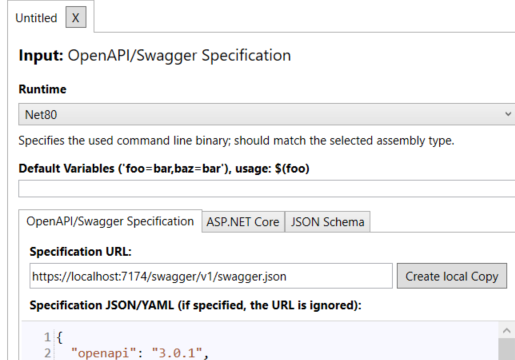 Untitled X
Input: OpenAPI/Swagger Specification
Runtime
Net80
Specifies the used command line binary; should match the selected assembly type.
Default Variables ('foo=bar,baz=bar'), usage: $(foo)
OpenAPI/Swagger Specification ASP.NET Core JSON Schema
Specification URL:
https://localhost:7174/swagger/v1/swagger.json Create local Copy
Specification JSON/YAML (if specified, the URL is ignored):
1 {
2 "openapi": "3.0.1",